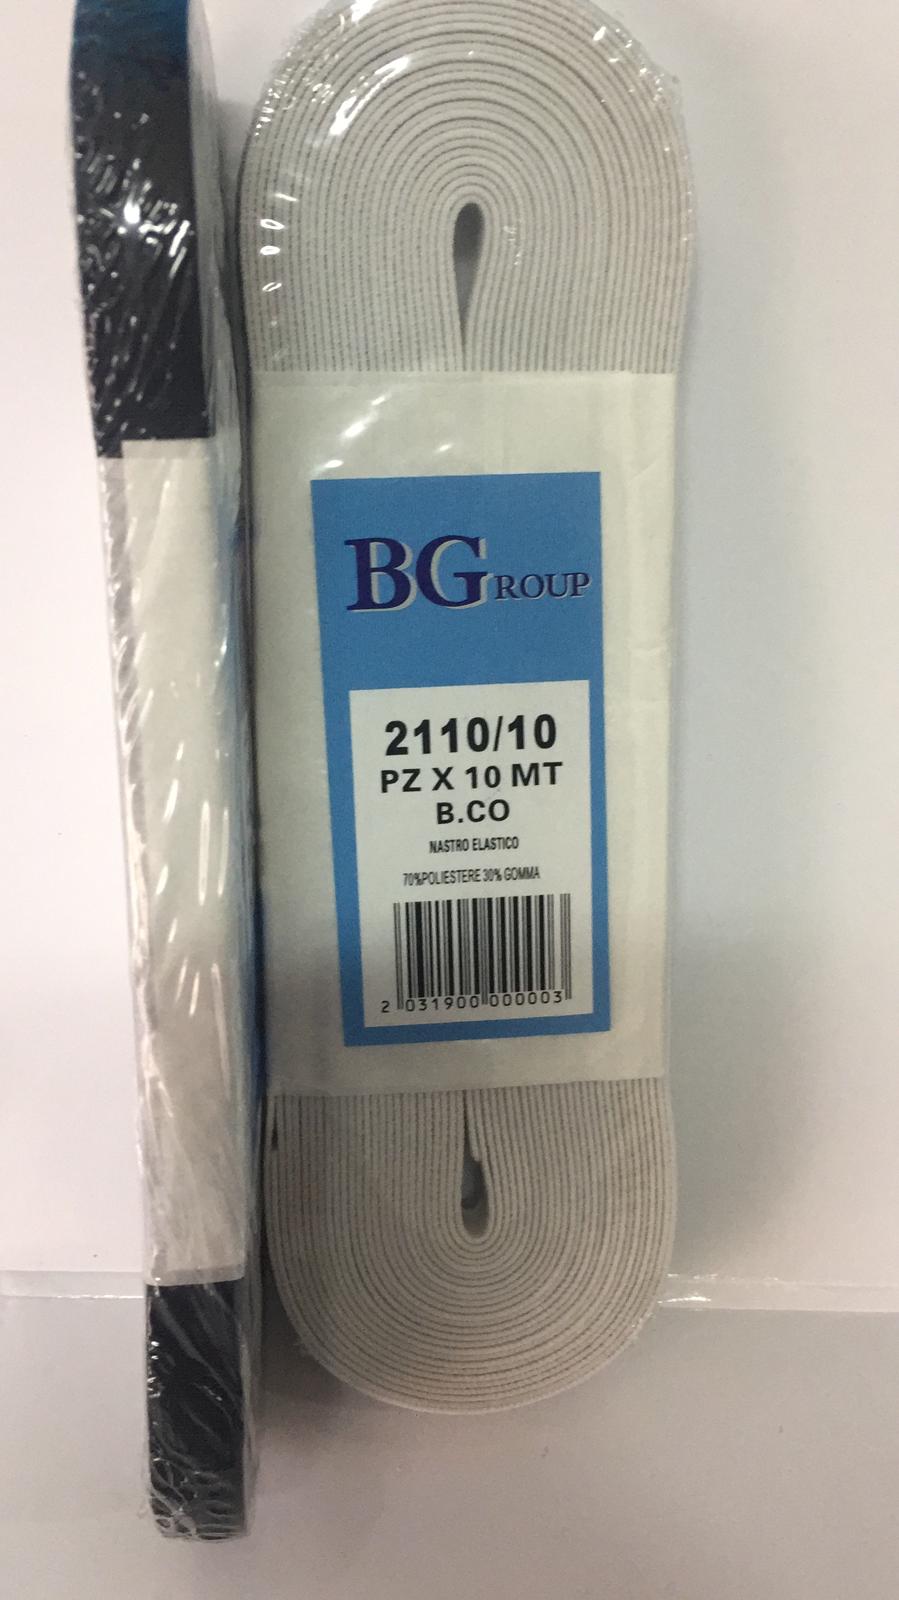 BGROUP
2110/10
PZ X 10 MT
B.CO
NASTRO ELASTICO
70%POLIESTERE 30% GOMMA
2 031900 000003